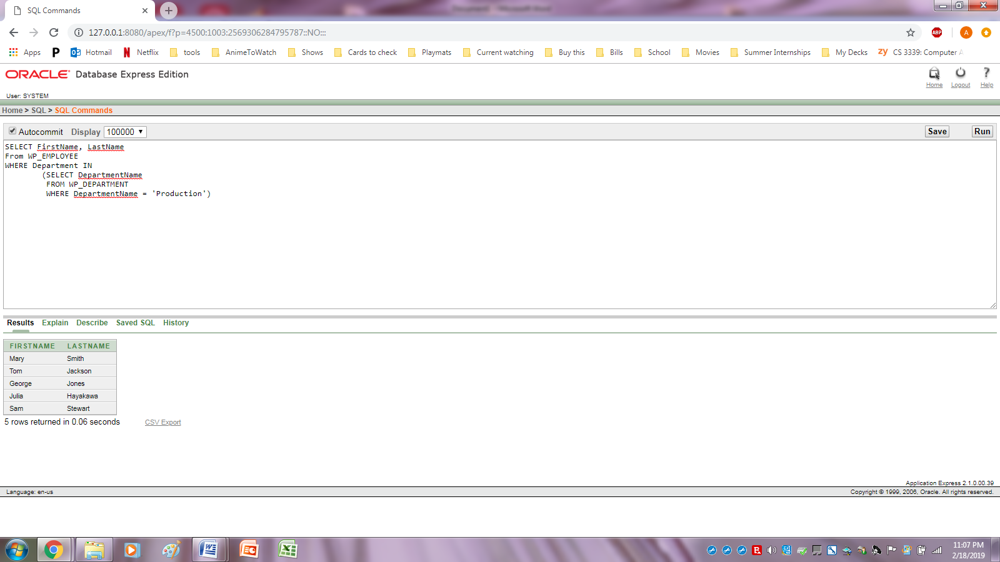 SQL Commands
127.0.0.1:8080/apex/f?p=4500:1003:2569306284795787::NO:::
ABP
A
Apps
Hotmail
Netflix
tools
AnimeToWatch
Shows
Cards to check
Playmats
Current watching
Buy this
Bills
School
Movies
Summer Internships
My Decks
zy CS 3339: Computer A
ORACLE Database Express Edition
Home Logout Help
User: SYSTEM
Home > SQL > SQL Commands
Autocommit Display 100000 Save Run
SELECT FirstName, LastName
From WP_EMPLOYEE
WHERE Department IN
(SELECT DepartmentName
FROM WP_DEPARTMENT
WHERE DepartmentName = 'Production')
Results Explain Describe Saved SQL History
FIRSTNAME LASTNAME
Mary Smith
Tom Jackson
George Jones
Julia Hayakawa
Sam Stewart
5 rows returned in 0.06 seconds CSV Export
Application Express 2.1.0.00.39
Language: en-us Copyright © 1999, 2006, Oracle. All rights reserved.
11:07 PM
2/18/2019